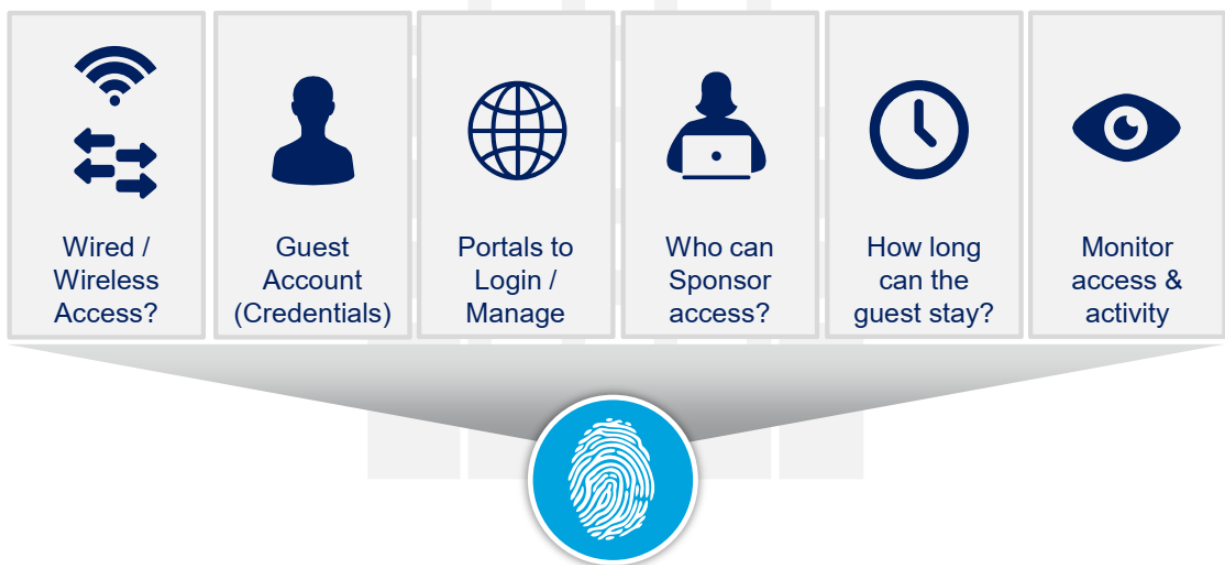 Wired /
Wireless
Access?
Guest
Account
(Credentials)
Portals to
Login /
Manage
Who can
Sponsor
access?
How long
can the
guest stay?
Monitor
access &
activity